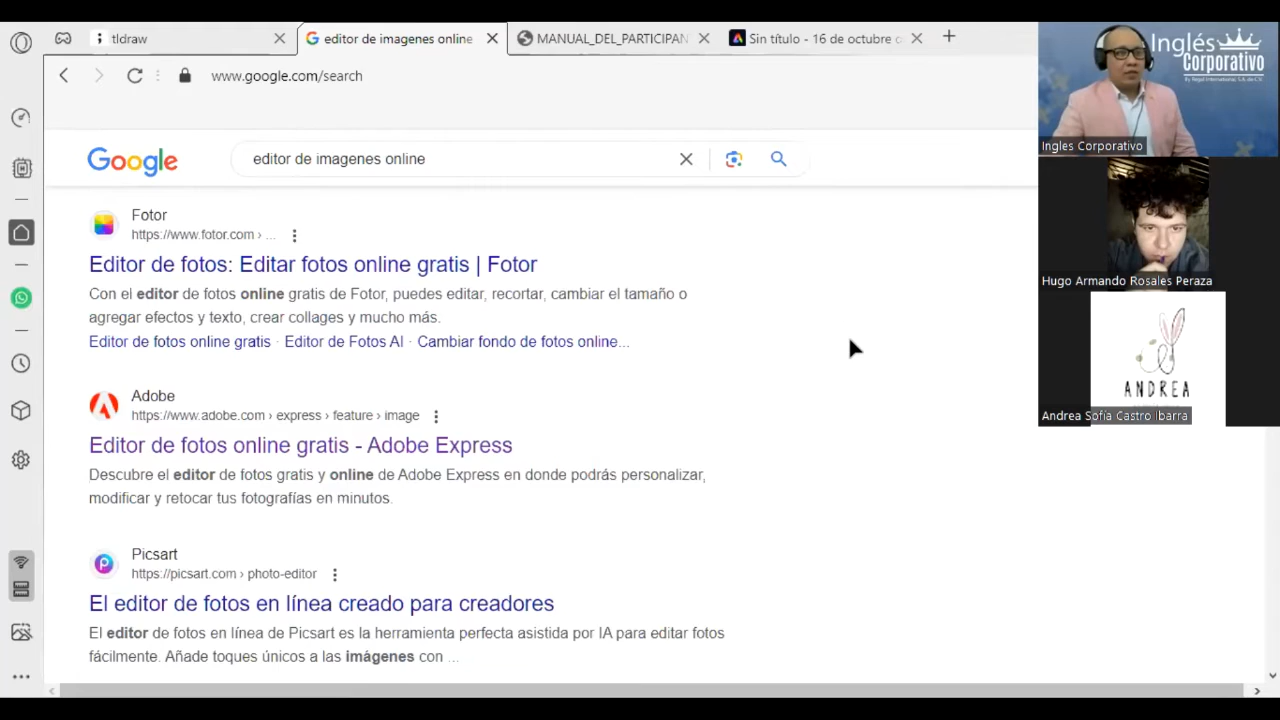 tldraw
editor de imagenes online
MANUAL_DEL_PARTICIPAN
Sin título - 16 de octubre
www.google.com/search
Google
editor de imagenes online
Fotor
https://www.fotor.com › ...
Editor de fotos: Editar fotos online gratis | Fotor
Con el editor de fotos online gratis de Fotor, puedes editar, recortar, cambiar el tamaño o
agregar efectos y texto, crear collages y mucho más.
Editor de fotos online gratis · Editor de Fotos AI · Cambiar fondo de fotos online...
Adobe
https://www.adobe.com › express › feature › image
Editor de fotos online gratis - Adobe Express
Descubre el editor de fotos gratis y online de Adobe Express en donde podrás personalizar,
modificar y retocar tus fotografías en minutos.
Picsart
https://picsart.com › photo-editor
El editor de fotos en línea creado para creadores
El editor de fotos en línea de Picsart es la herramienta perfecta asistida por IA para editar fotos
fácilmente. Añade toques únicos a las imágenes con ...
Inglés
Corporativo
By Regal International, S.A. de C.V.
Ingles Corporativo
Hugo Armando Rosales Peraza
ANDREA
Andrea Sofía Castro Ibarra